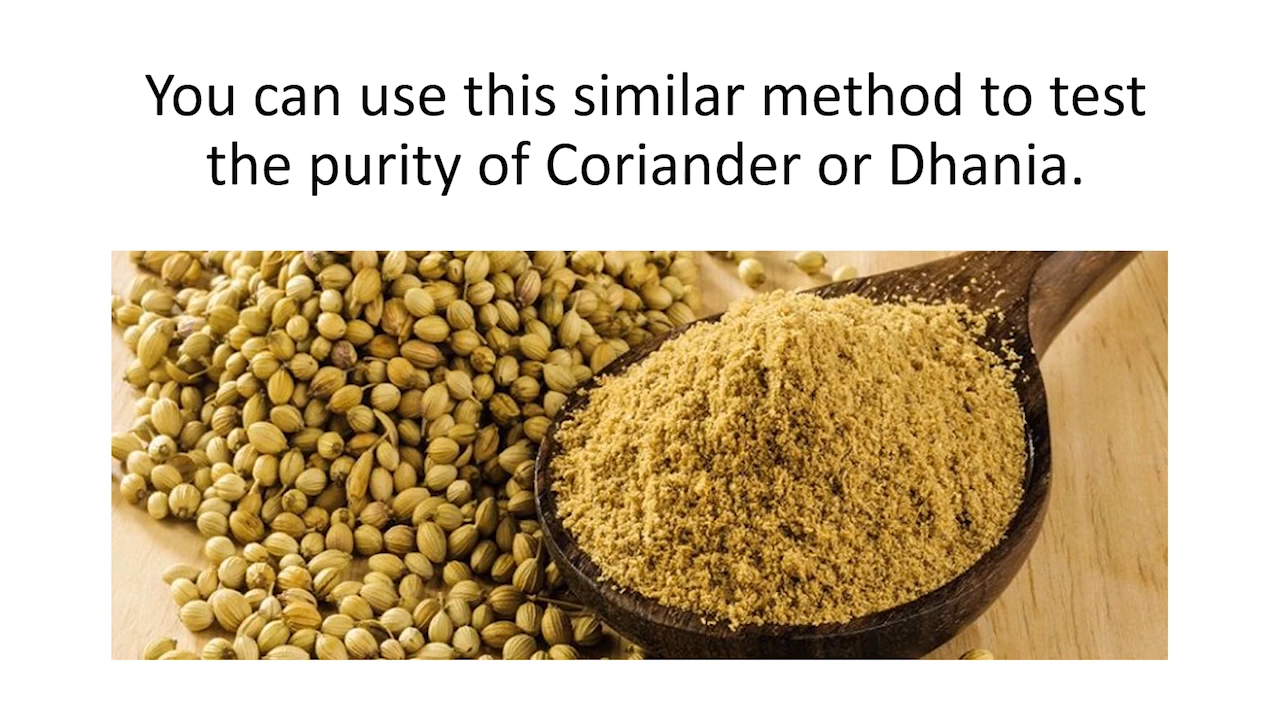 You can use this similar method to test
the purity of Coriander or Dhania.